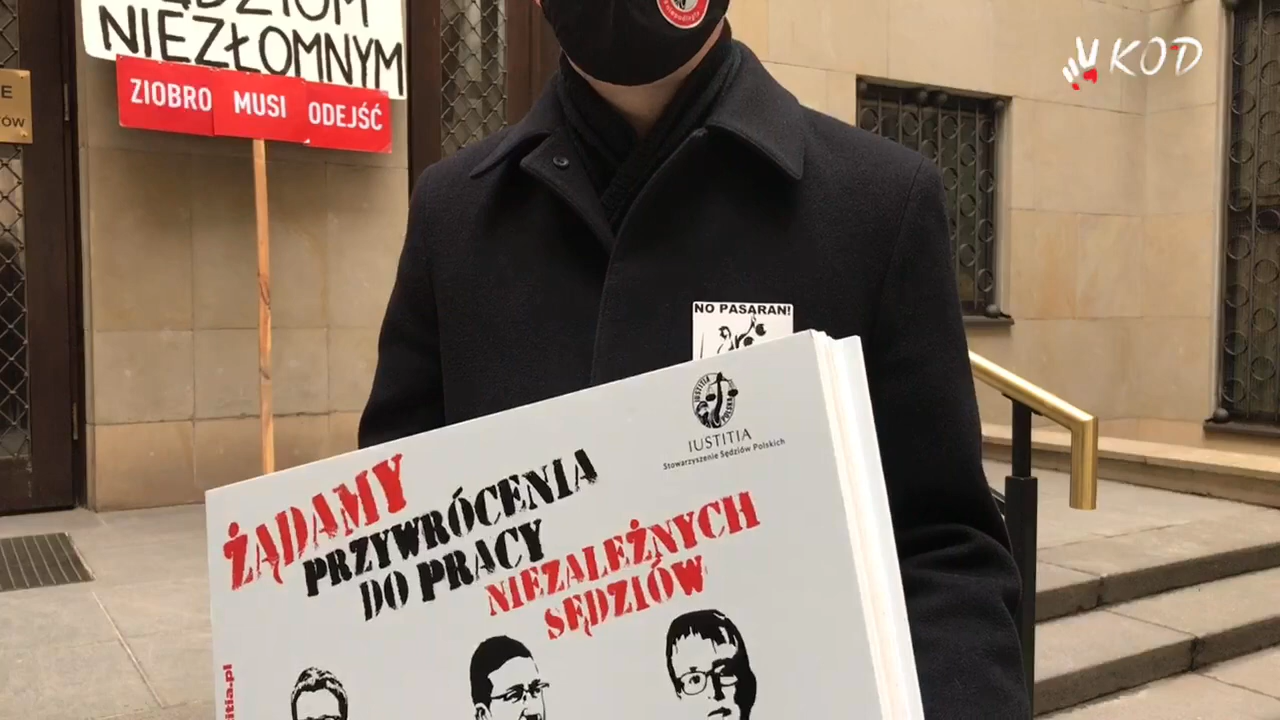 NIEZŁOMNYM
ZIOBRO MUSI ODEJŚĆ
KOD
NO PASARAN!
IUSTITIA
Stowarzyszenie Sędziów Polskich
ŻĄDAMY
PRZYWRÓCENIA
DO PRACY
NIEZALEŻNYCH
SĘDZIÓW